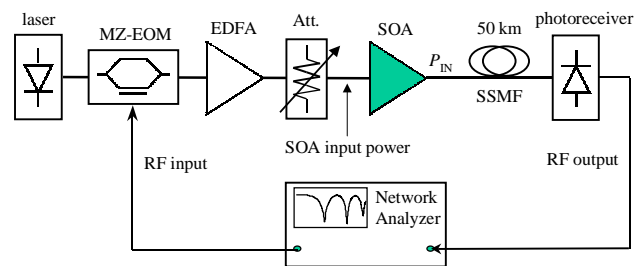 laser
MZ-EOM
EDFA
Att.
SOA
50 km
photoreceiver
PIN
SSMF
SOA input power
RF input
RF output
Network
Analyzer